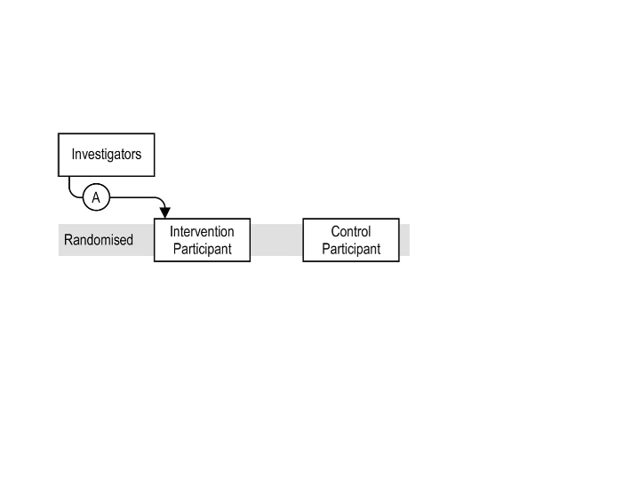 Investigators
A
Randomised
Intervention
Participant
Control
Participant